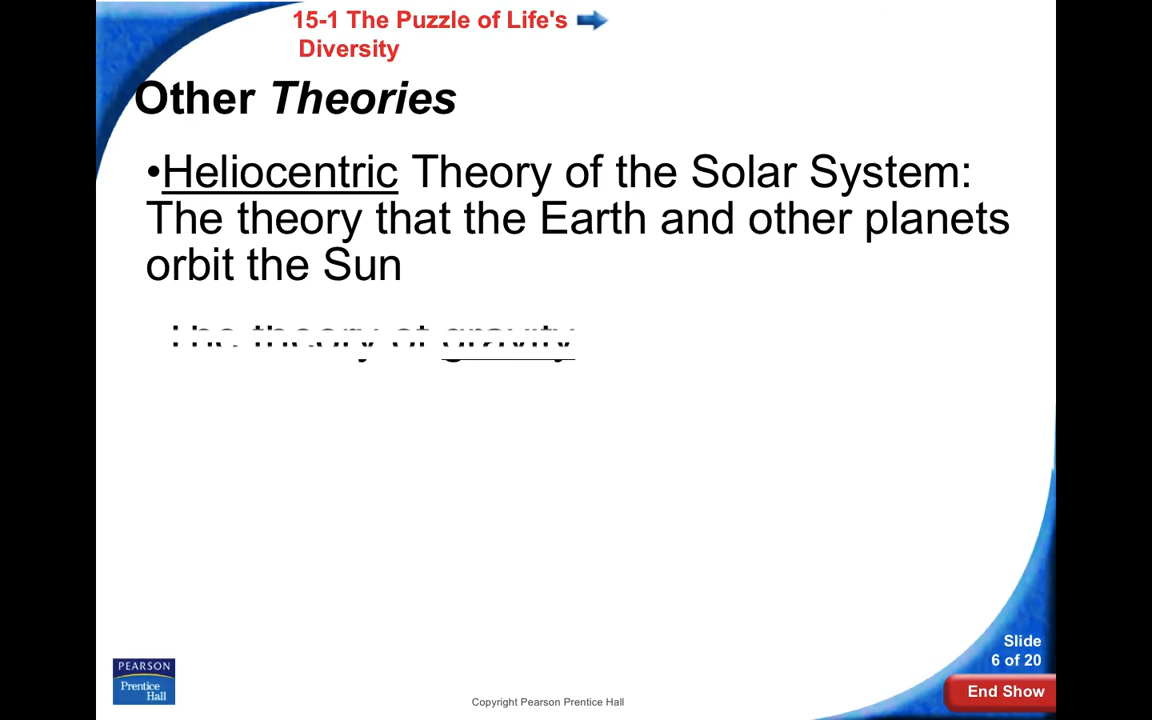 15-1 The Puzzle of Life's
Diversity
Other Theories
•Heliocentric Theory of the Solar System:
The theory that the Earth and other planets
orbit the Sun
The theory of gravity
Slide
6 of 20
End Show
PEARSON
Prentice
Hall
Copyright Pearson Prentice Hall